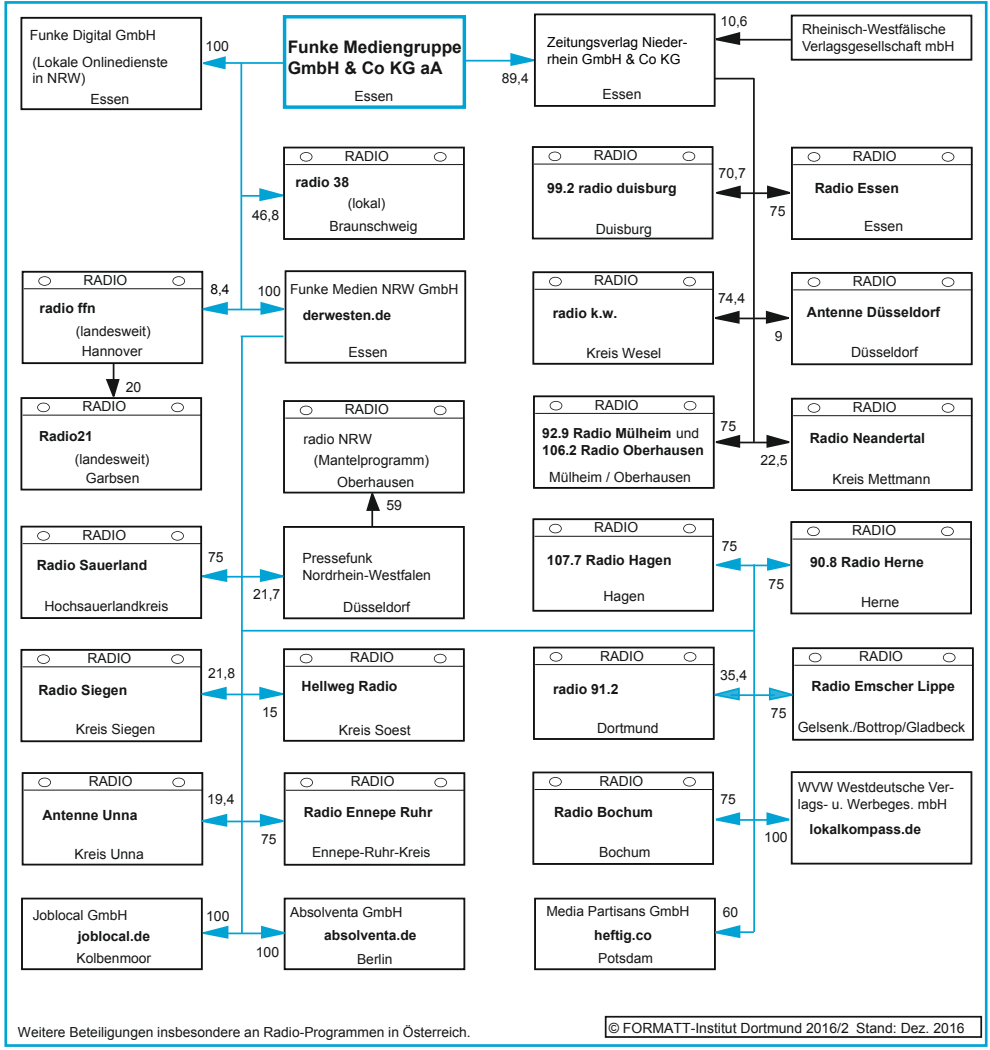 Funke Digital GmbH
(Lokale Onlinedienste
in NRW)
Essen
100
Funke Mediengruppe
GmbH & Co KG aA
Essen
89,4
Zeitungsverlag Nieder-
rhein GmbH & Co KG
Essen
10,6
Rheinisch-Westfälische
Verlagsgesellschaft mbH
RADIO
radio 38
(lokal)
Braunschweig
46,8
RADIO
99.2 radio duisburg
Duisburg
70,7
75
RADIO
Radio Essen
Essen
RADIO
radio ffn
(landesweit)
Hannover
8,4
100
Funke Medien NRW GmbH
derwesten.de
Essen
RADIO
radio k.w.
Kreis Wesel
74,4
9
RADIO
Antenne Düsseldorf
Düsseldorf
20
RADIO
Radio21
(landesweit)
Garbsen
RADIO
radio NRW
(Mantelprogramm)
Oberhausen
59
RADIO
92.9 Radio Mülheim und
106.2 Radio Oberhausen
Mülheim / Oberhausen
75
22,5
RADIO
Radio Neandertal
Kreis Mettmann
RADIO
Radio Sauerland
Hochsauerlandkreis
75
21,7
Pressefunk
Nordrhein-Westfalen
Düsseldorf
RADIO
107.7 Radio Hagen
Hagen
75
75
RADIO
90.8 Radio Herne
Herne
RADIO
Radio Siegen
Kreis Siegen
21,8
15
RADIO
Hellweg Radio
Kreis Soest
RADIO
radio 91.2
Dortmund
35,4
75
RADIO
Radio Emscher Lippe
Gelsenk./Bottrop/Gladbeck
RADIO
Antenne Unna
Kreis Unna
19,4
75
RADIO
Radio Ennepe Ruhr
Ennepe-Ruhr-Kreis
RADIO
Radio Bochum
Bochum
75
100
WVW Westdeutsche Ver-
lags- u. Werbeges. mbH
lokalkompass.de
Joblocal GmbH
joblocal.de
Kolbenmoor
100
100
Absolventa GmbH
absolventa.de
Berlin
Media Partisans GmbH
heftig.co
Potsdam
60
Weitere Beteiligungen insbesondere an Radio-Programmen in Österreich.
© FORMATT-Institut Dortmund 2016/2 Stand: Dez. 2016